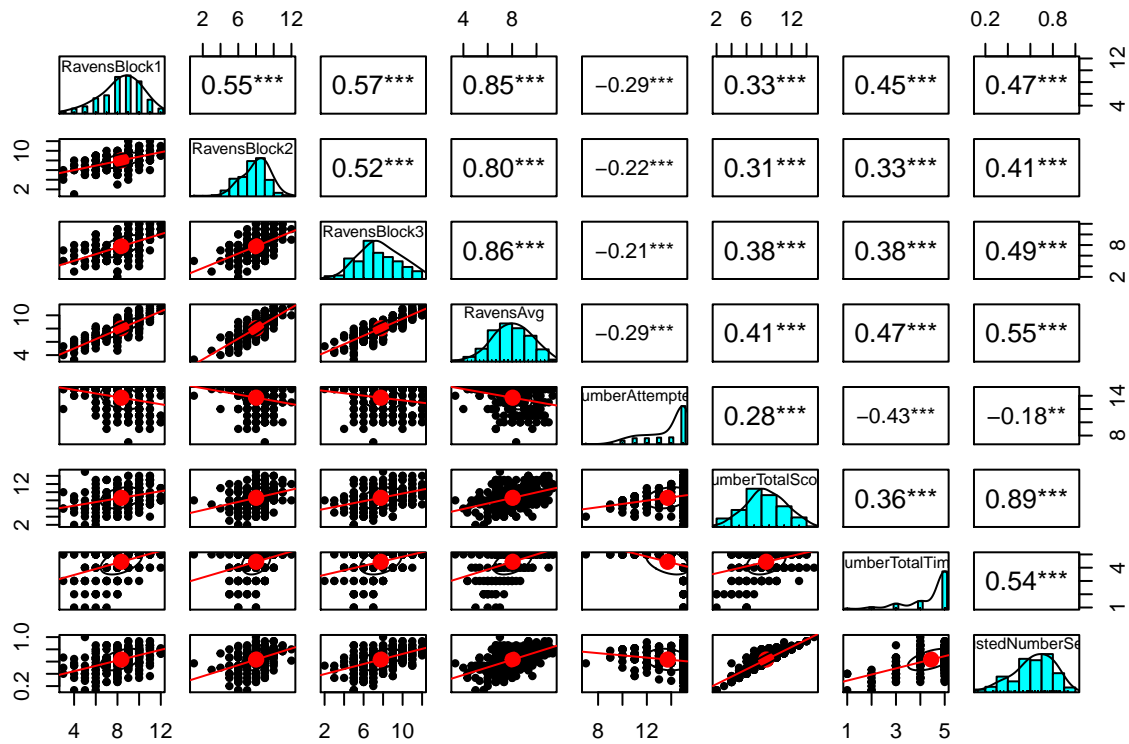 2 6 12 4 8 2 6 12 0.2 0.8
RavensBlock1 0.55*** 0.57*** 0.85*** −0.29*** 0.33*** 0.45*** 0.47*** 4 12
2 10 RavensBlock2 0.52*** 0.80*** −0.22*** 0.31*** 0.33*** 0.41***
RavensBlock3 0.86*** −0.21*** 0.38*** 0.38*** 0.49*** 2 8
4 10 RavensAvg −0.29*** 0.41*** 0.47*** 0.55***
umberAttempte 0.28*** −0.43*** −0.18** 8 14
2 12 umberTotalSco 0.36*** 0.89***
umberTotalTim 0.54*** 1 4
0.2 1.0 stedNumberSe
4 8 12 2 6 10 8 12 1 3 5